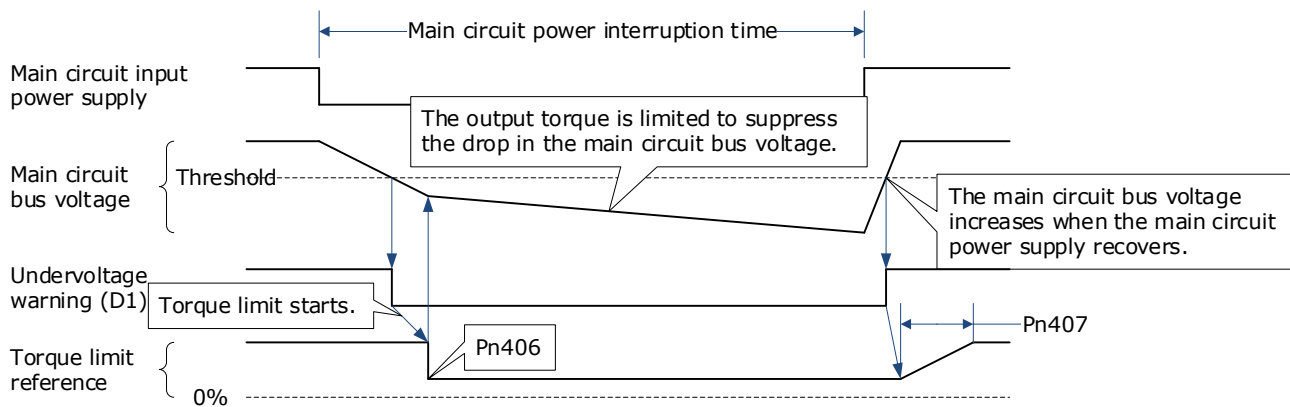 Main circuit power interruption time
Main circuit input
power supply
The output torque is limited to suppress
the drop in the main circuit bus voltage.
Main circuit
bus voltage
Threshold
The main circuit bus voltage
increases when the main circuit
power supply recovers.
Undervoltage
warning (D1)
Torque limit starts.
Pn407
Pn406
Torque limit
reference
0%